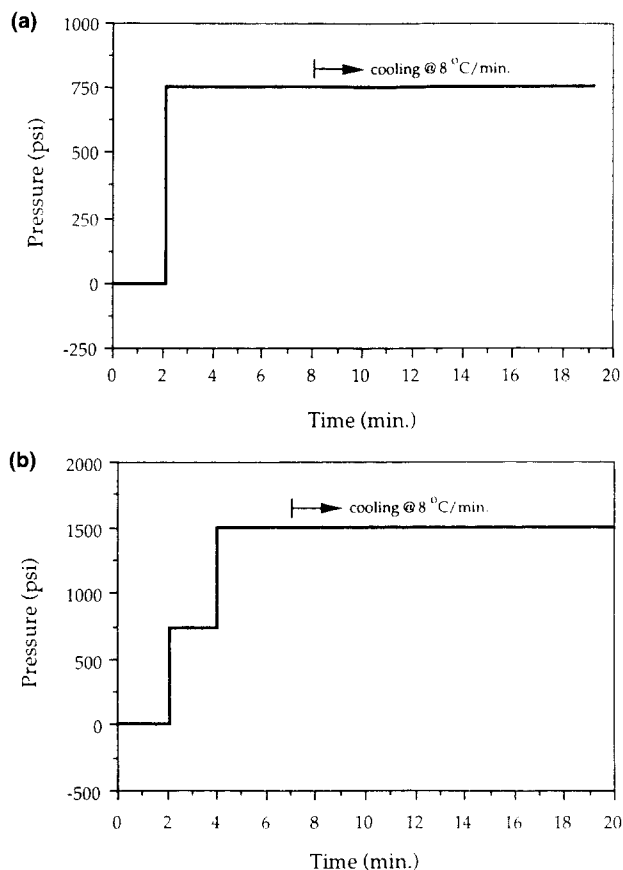 (a)
1000
750
500
250
0
-250
Pressure (psi)
cooling @ 8 °C/min.
0 2 4 6 8 10 12 14 16 18 20
Time (min.)
(b)
2000
1500
1000
500
0
-500
Pressure (psi)
cooling @ 8 °C/min.
0 2 4 6 8 10 12 14 16 18 20
Time (min.)